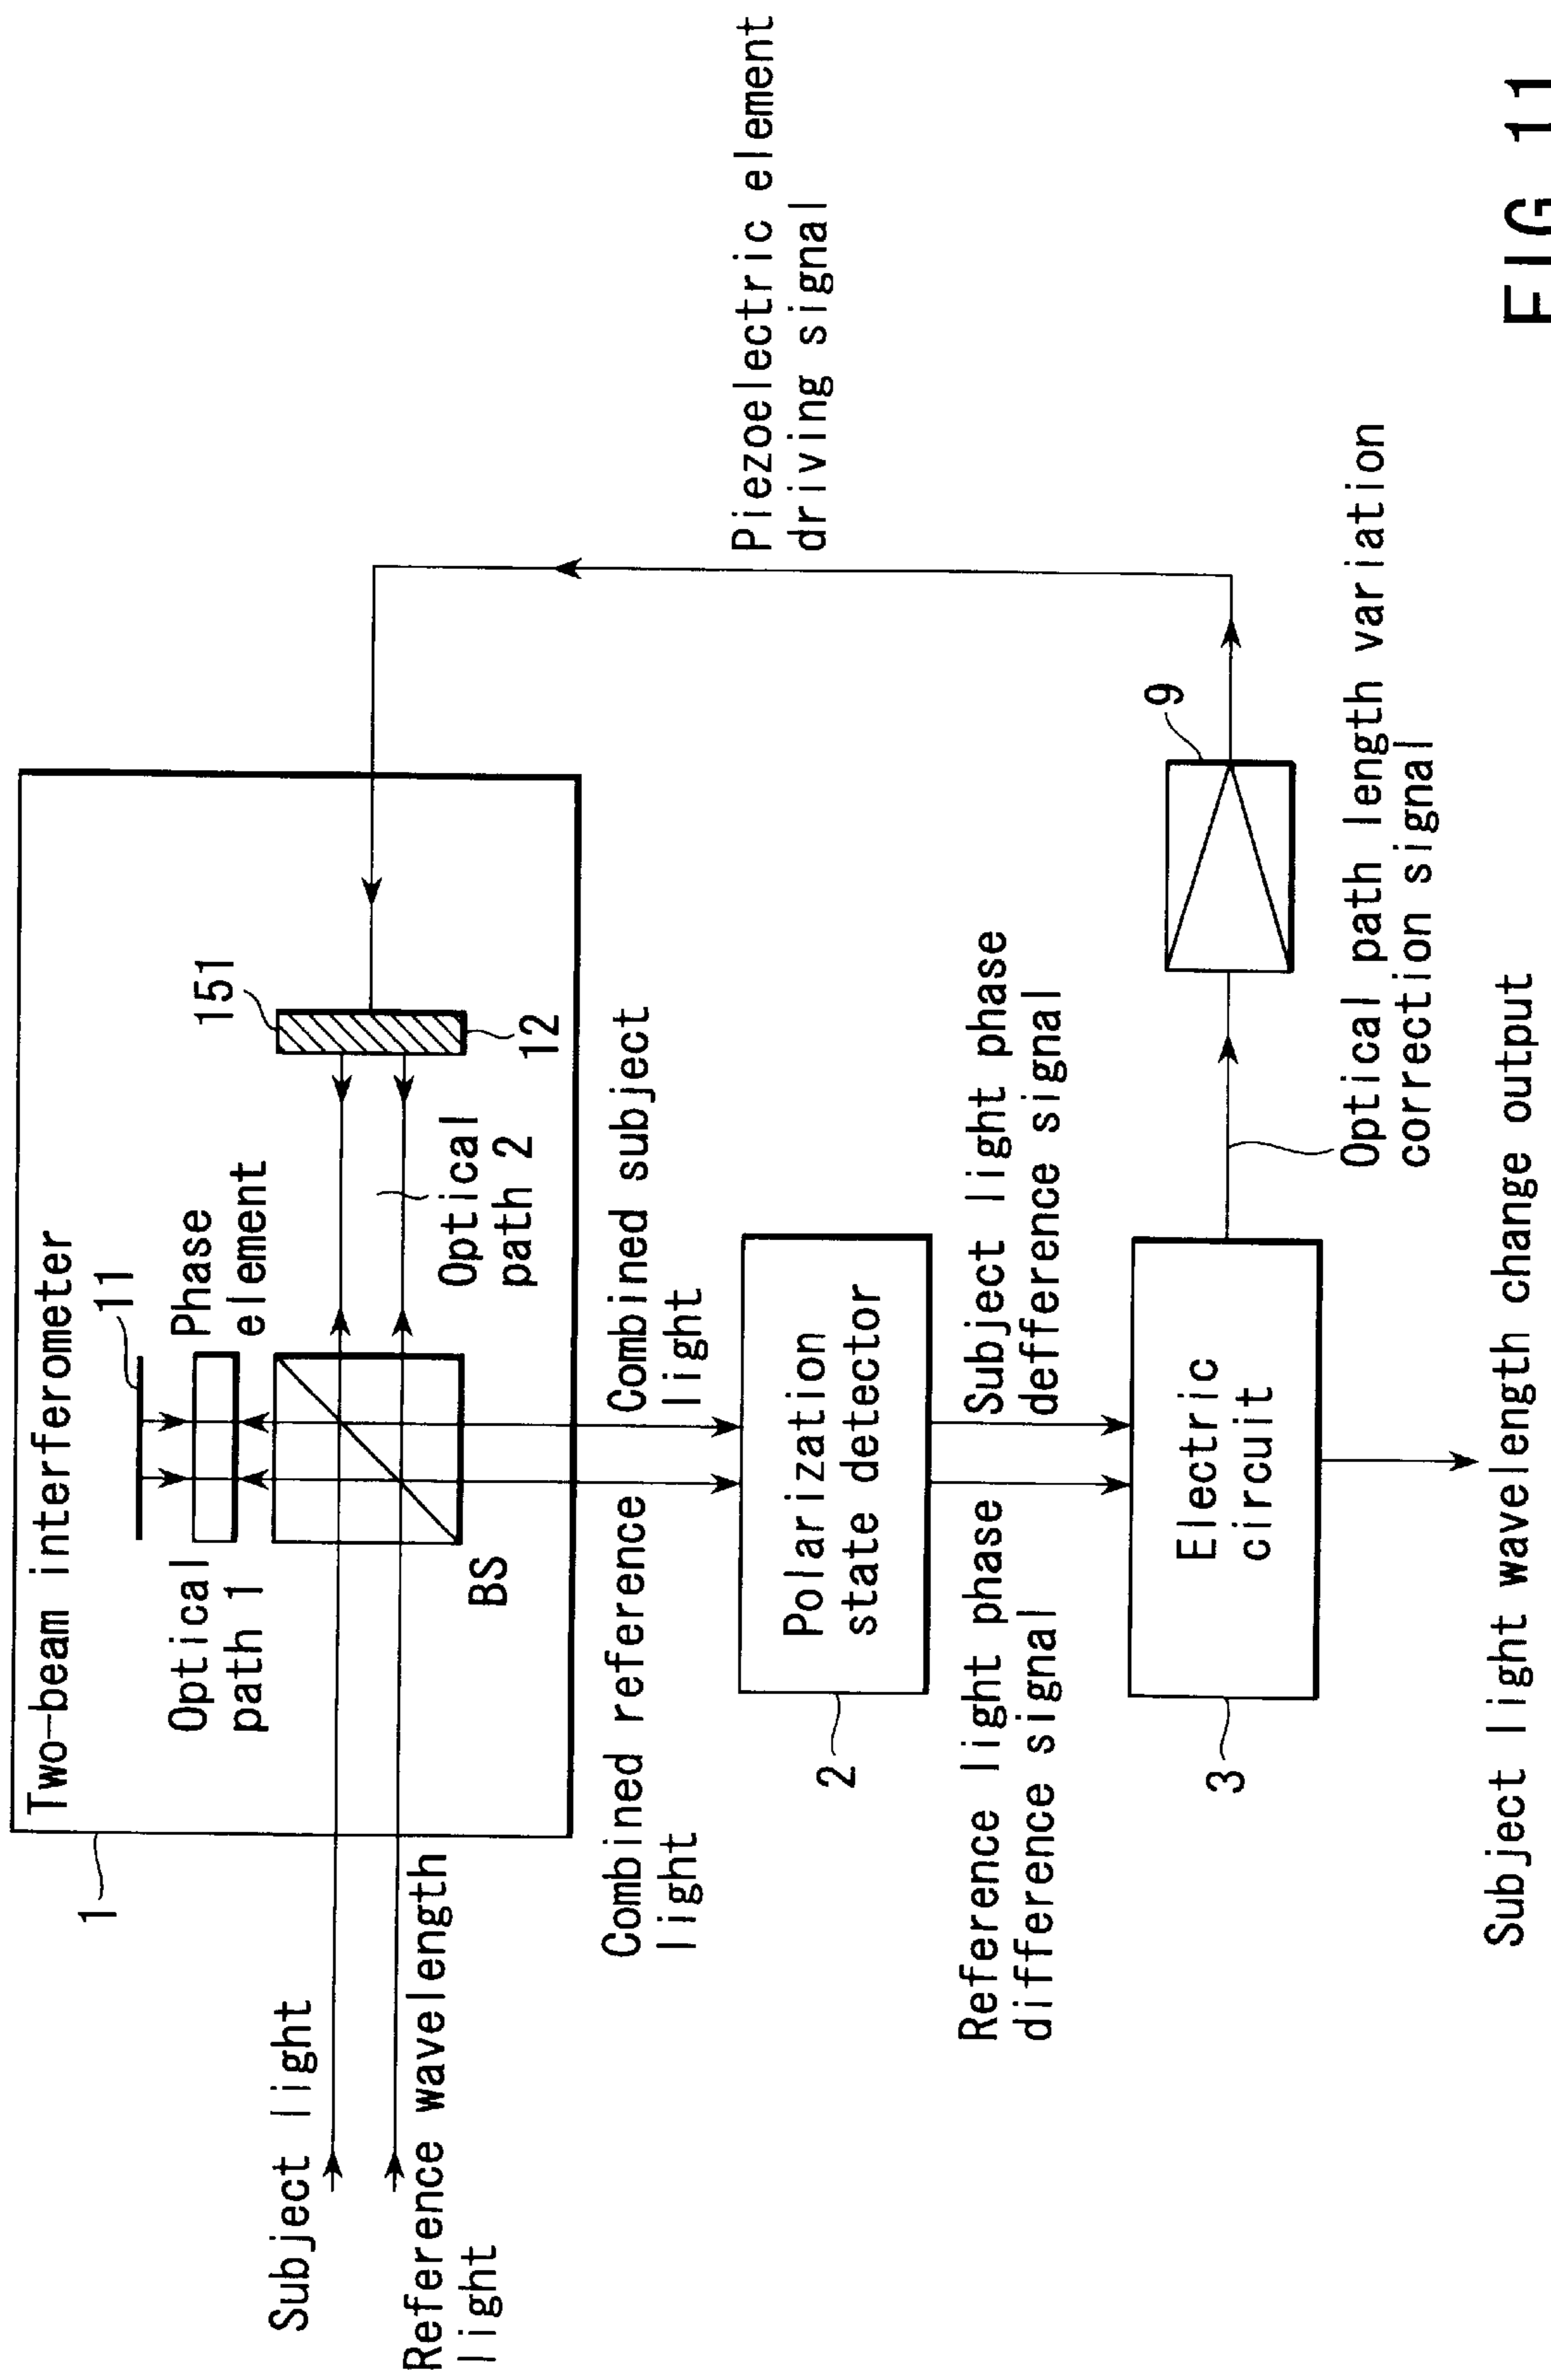 Two-beam interferometer
1
11
Optical
path 1
Phase
element
151
Subject light
Reference wavelength
light
BS
Optical
path 2
12
Combined reference
light
Combined subject
light
Piezoelectric element
driving signal
2
Polarization
state detector
Reference light phase
difference signal
Subject light phase
defference signal
9
3
Electric
circuit
Optical path length variation
correction signal
Subject light wavelength change output
FIG. 11